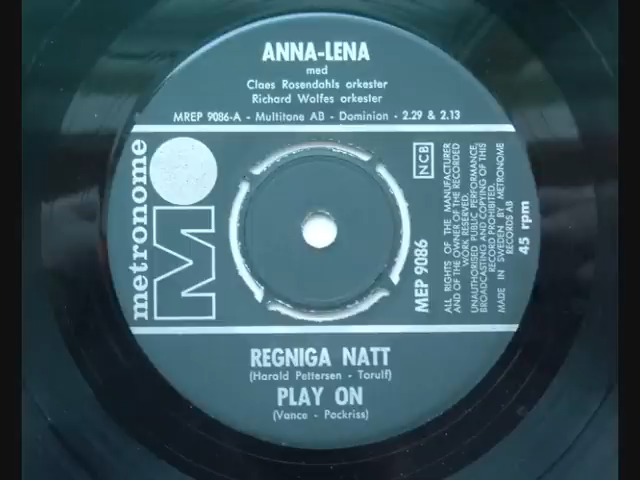 ANNA-LENA
med
Claes Rosendahls orkester
Richard Wolfes orkester
MREP 9086-A - Multitone AB - Dominion - 2.29 & 2.13
metronome
M
NCB
MEP 9086
ALL RIGHTS OF THE MANUFACTURER
AND OF THE OWNER OF THE RECORDED
WORK RESERVED.
UNAUTHORISED PUBLIC PERFORMANCE,
BROADCASTING AND COPYING OF THIS
RECORD PROHIBITED.
MADE IN SWEDEN BY METRONOME
RECORDS AB
45 rpm
REGNIGA NATT
(Harald Pettersen - Tarulf)
PLAY ON
(Vance - Pockriss)